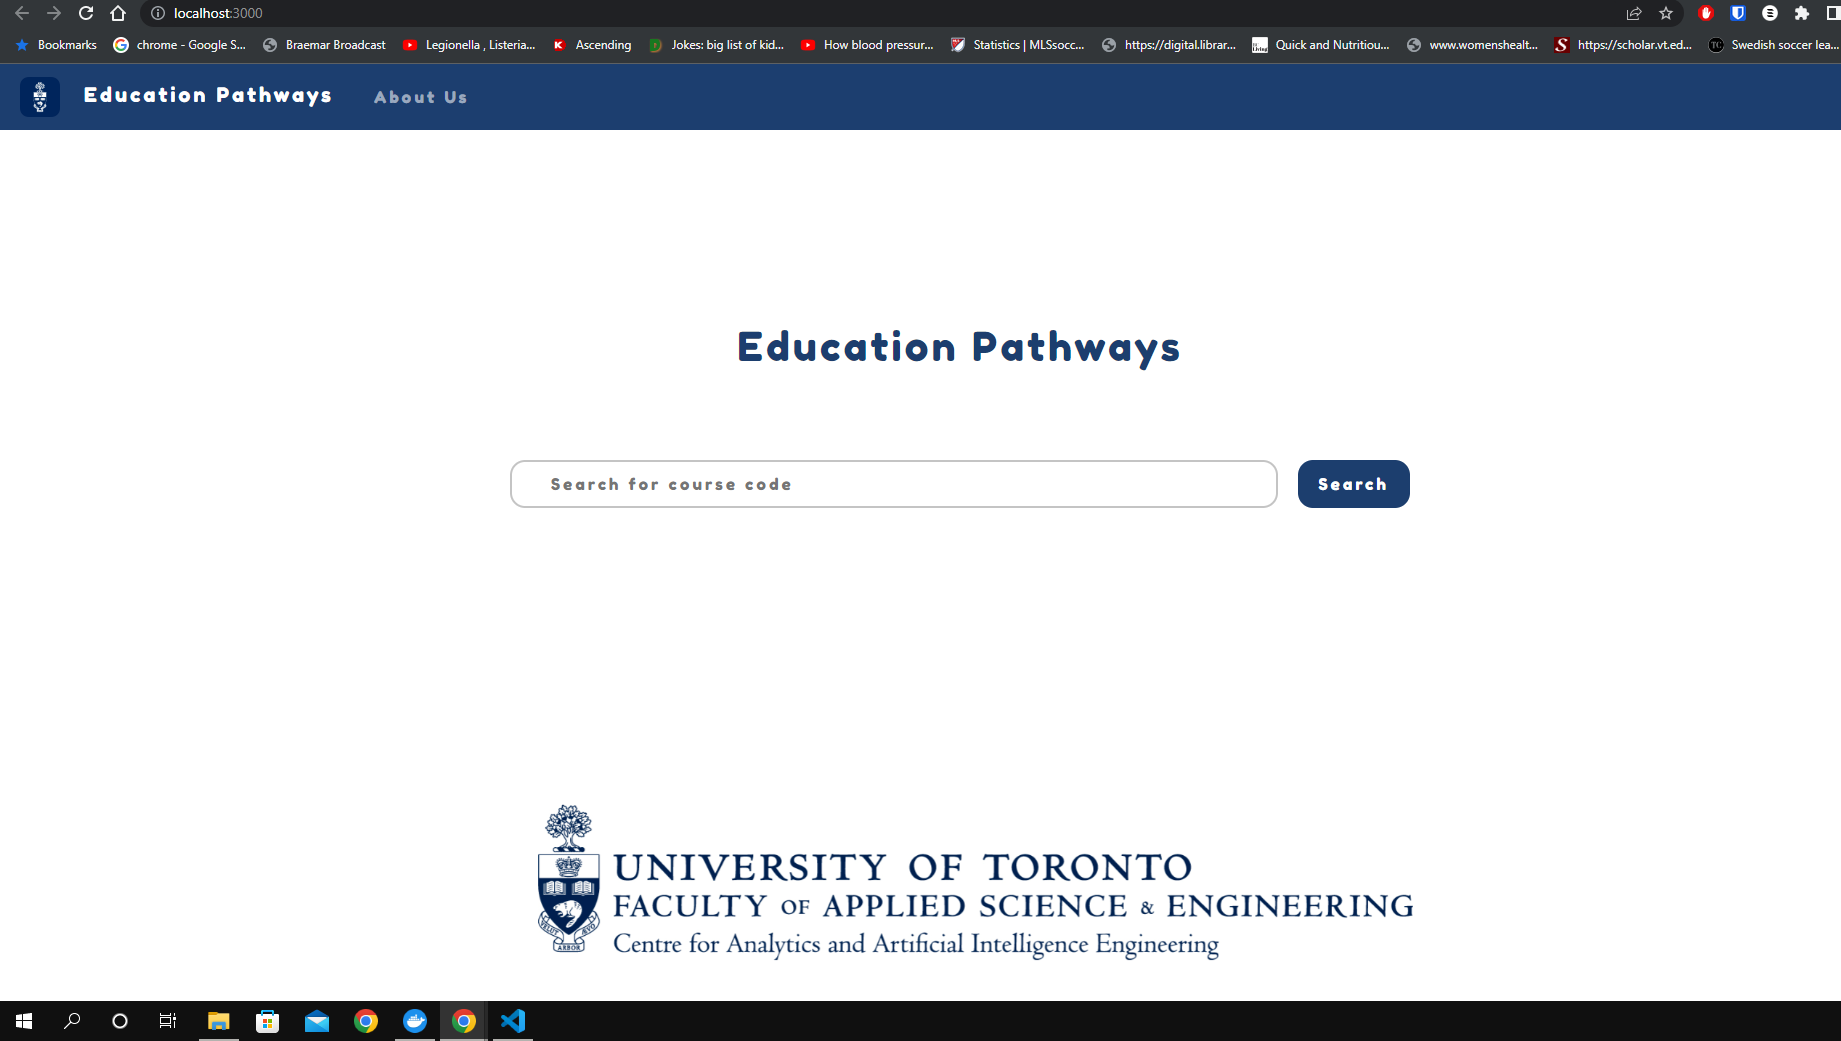 localhost:3000
Bookmarks
chrome - Google S...
Braemar Broadcast
Legionella , Listeria...
Ascending
Jokes: big list of kid...
How blood pressur...
Statistics | MLSsocc...
https://digital.librar...
Quick and Nutritiou...
www.womenshealt...
https://scholar.vt.ed...
Swedish soccer lea...
Education Pathways
About Us
Education Pathways
Search for course code
Search
UNIVERSITY OF TORONTO
FACULTY OF APPLIED SCIENCE & ENGINEERING
Centre for Analytics and Artificial Intelligence Engineering
VELUT
ARBOR
ÆVO